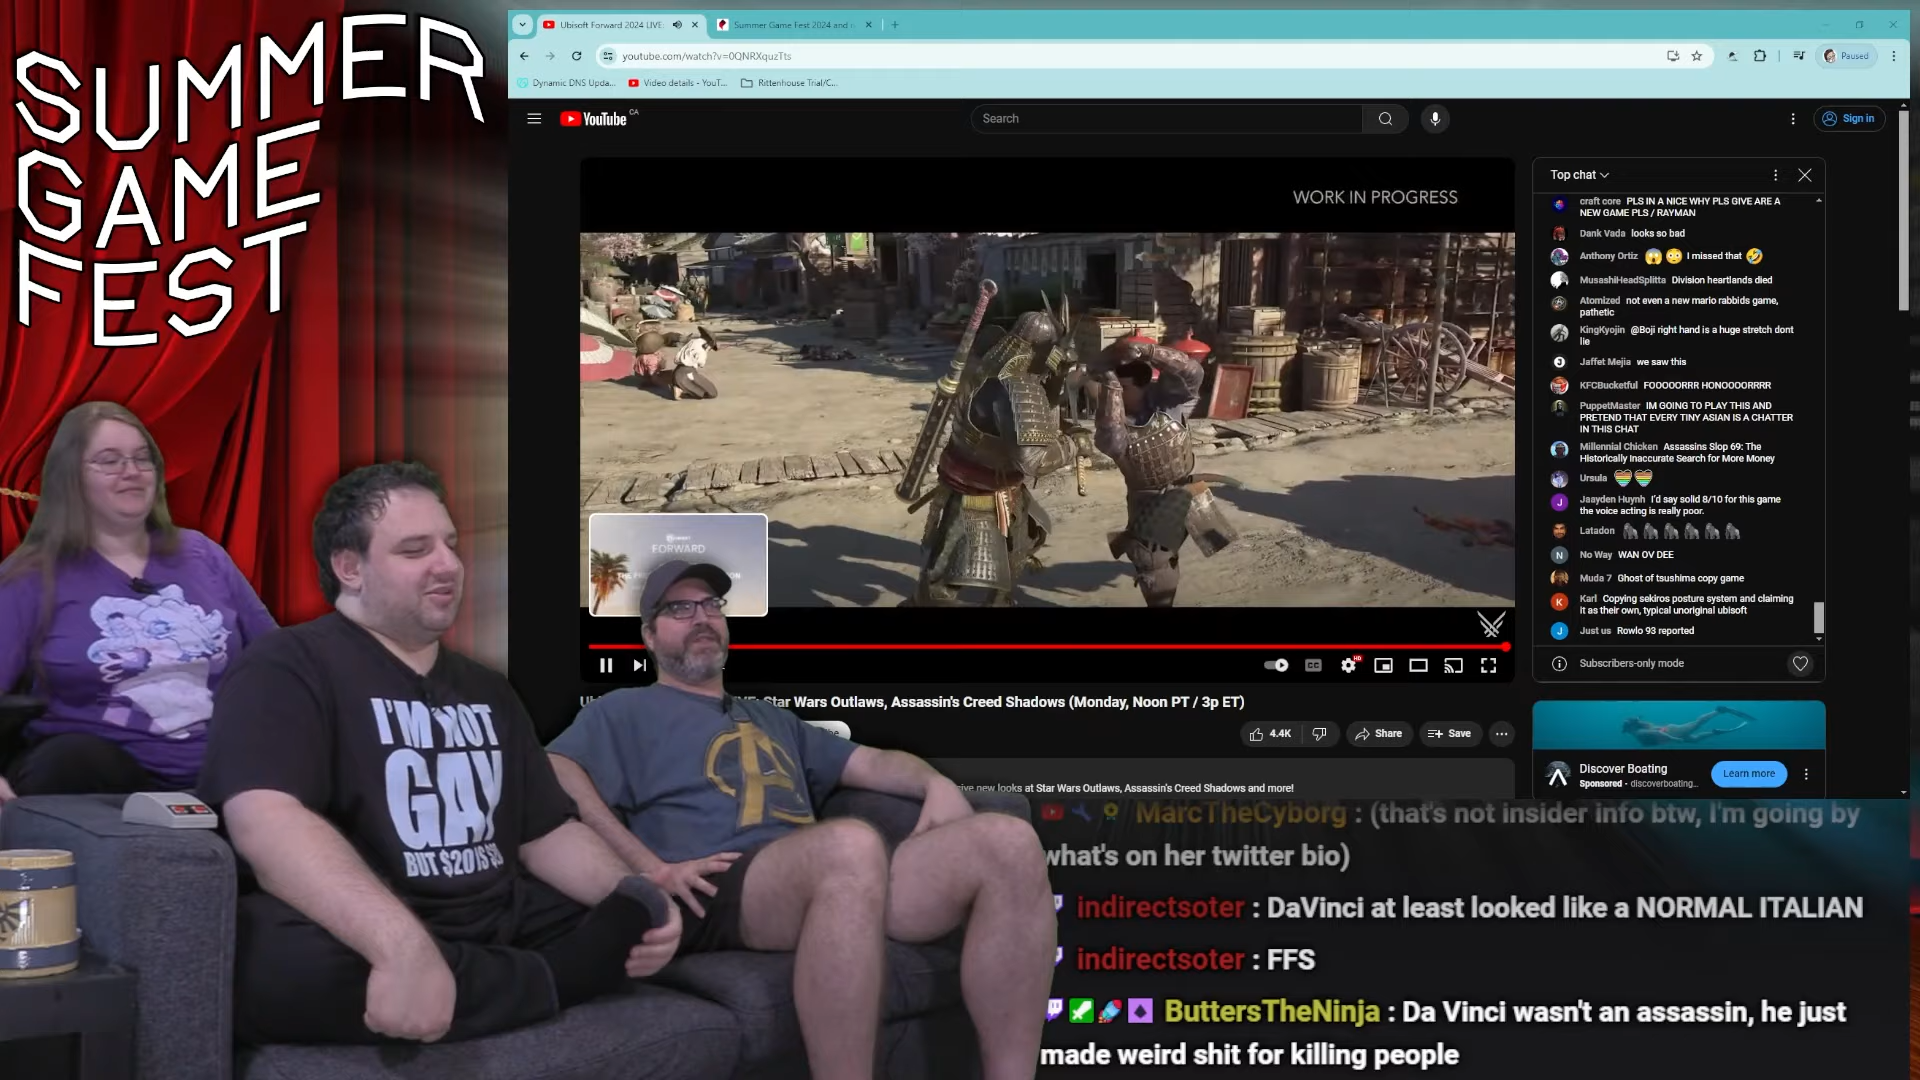 SUMMER
GAME
FEST
Ubisoft Forward 2024 LIVE:
Summer Game Fest 2024 and
youtube.com/watch?v=0QNRXquzTts
Paused
Dynamic DNS Upda...
Video details - YouT...
Rittenhouse Trial/C...
YouTube CA
Search
Sign in
WORK IN PROGRESS
Top chat
craft core PLS IN A NICE WHY PLS GIVE ARE A
NEW GAME PLS / RAYMAN
Dank Vada looks so bad
Anthony Ortiz I missed that
MusashiHeadSplitta Division heartlands died
Atomized not even a new mario rabbids game,
pathetic
KingKyojin @Boji right hand is a huge stretch dont
lie
Jaffet Mejia we saw this
KFCBucketful FOOOOORRR HONOOOORRRR
PuppetMaster IM GOING TO PLAY THIS AND
PRETEND THAT EVERY TINY ASIAN IS A CHATTER
IN THIS CHAT
Millennial Chicken Assassins Slop 69: The
Historically Inaccurate Search for More Money
Ursula
Jaayden Huynh I'd say solid 8/10 for this game
the voice acting is really poor.
Latadon
No Way WAN OV DEE
Muda 7 Ghost of tsushima copy game
Karl Copying sekiros posture system and claiming
it as their own, typical unoriginal ubisoft
Just us Rowlo 93 reported
Subscribers-only mode
FORWARD
Star Wars Outlaws, Assassin's Creed Shadows (Monday, Noon PT / 3p ET)
4.4K
Share
Save
new looks at Star Wars Outlaws, Assassin's Creed Shadows and more!
Discover Boating
Sponsored · discoverboating...
Learn more
I'M NOT
GAY
BUT $20 IS $20
MarcTheCyborg : (that's not insider info btw, I'm going by
what's on her twitter bio)
indirectsoter : DaVinci at least looked like a NORMAL ITALIAN
indirectsoter : FFS
ButtersTheNinja : Da Vinci wasn't an assassin, he just
made weird shit for killing people